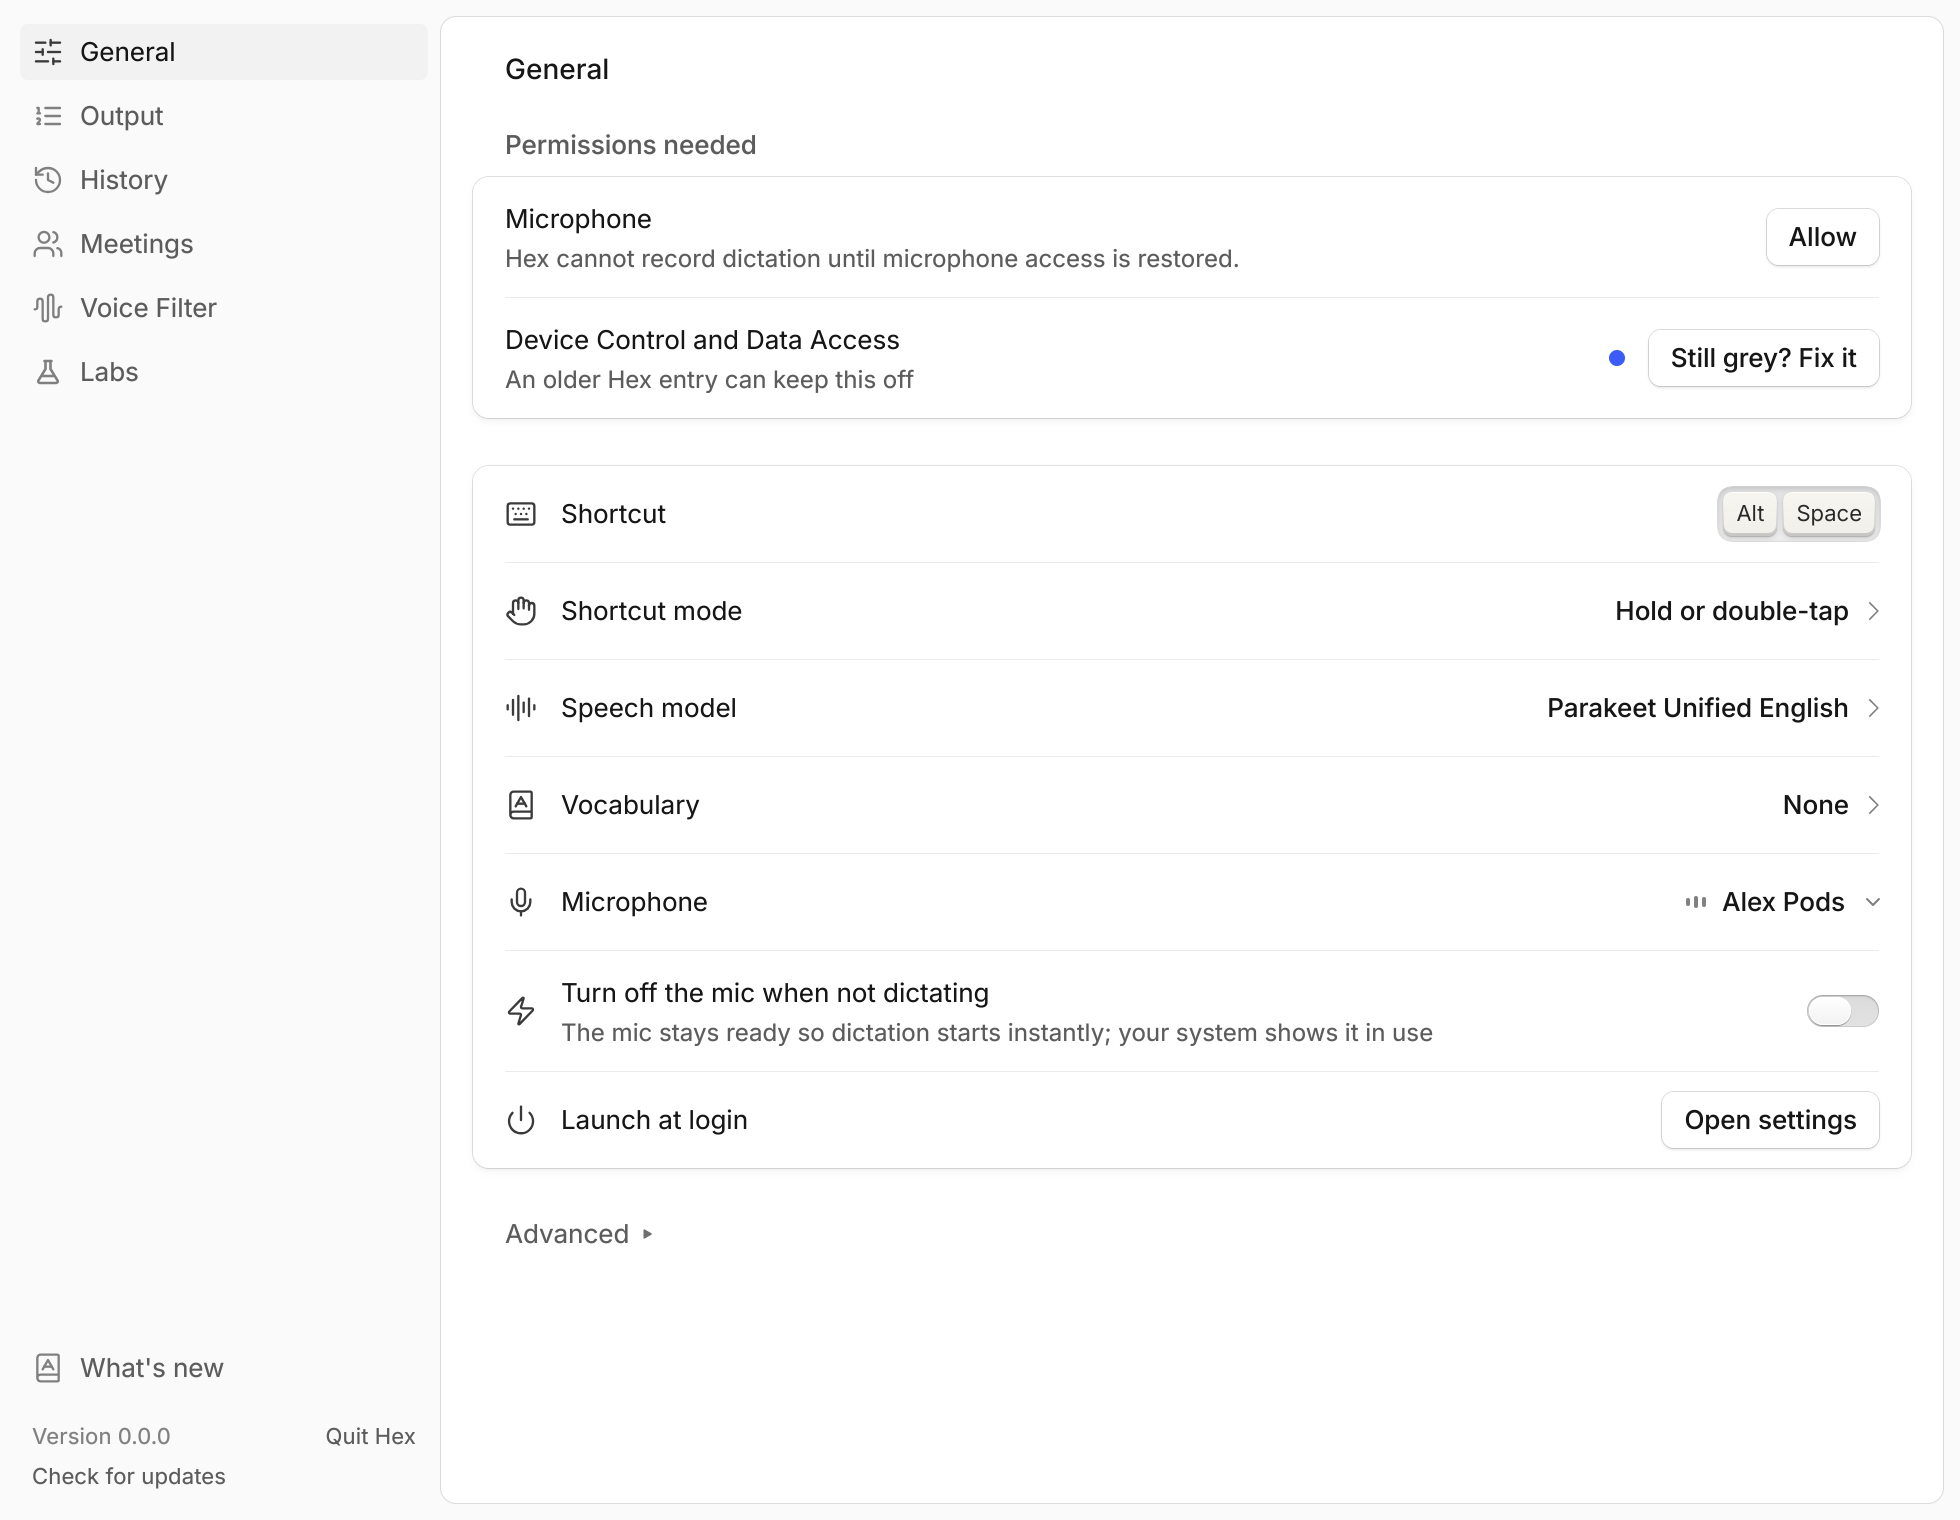 General
Output
History
Meetings
Voice Filter
Labs
What's new
Version 0.0.0
Quit Hex
Check for updates
General
Permissions needed
Microphone
Hex cannot record dictation until microphone access is restored.
Allow
Device Control and Data Access
An older Hex entry can keep this off
Still grey? Fix it
Shortcut
Alt Space
Shortcut mode
Hold or double-tap
Speech model
Parakeet Unified English
Vocabulary
None
Microphone
Alex Pods
Turn off the mic when not dictating
The mic stays ready so dictation starts instantly; your system shows it in use
Launch at login
Open settings
Advanced